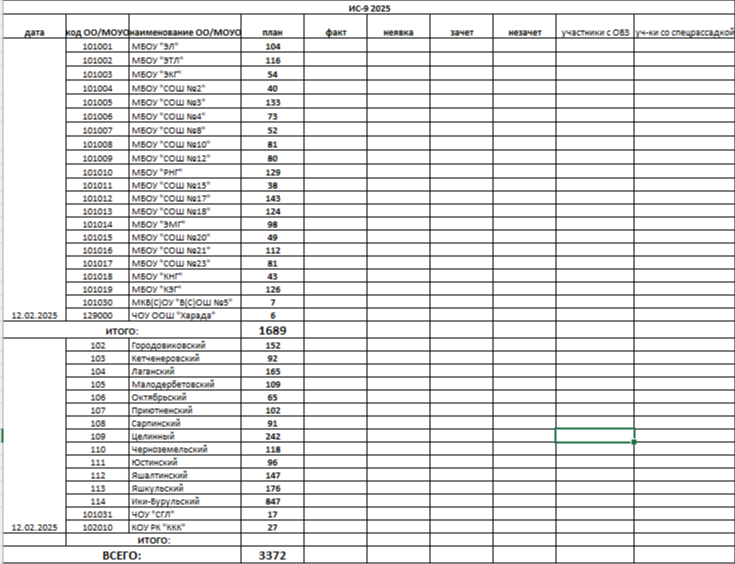 ИС-9 2025
дата код ОО/МОУО наименование ОО/МОУО план факт неявка зачет незачет участники с ОВЗ уч-ки со спецрассадкой
101001 МБОУ "ЭЛ" 104
101002 МБОУ "ЭТЛ" 116
101003 МБОУ "ЭКГ" 54
101004 МБОУ "СОШ №2" 40
101005 МБОУ "СОШ №3" 133
101006 МБОУ "СОШ №4" 73
101007 МБОУ "СОШ №8" 52
101008 МБОУ "СОШ №10" 81
101009 МБОУ "СОШ №12" 80
101010 МБОУ "РНГ" 129
101011 МБОУ "СОШ №15" 38
101012 МБОУ "СОШ №17" 143
101013 МБОУ "СОШ №18" 124
101014 МБОУ "ЭМГ" 98
101015 МБОУ "СОШ №20" 49
101016 МБОУ "СОШ №21" 112
101017 МБОУ "СОШ №23" 81
101018 МБОУ "КНГ" 43
101019 МБОУ "КЭГ" 126
101030 МКВ(С)ОУ "В(С)ОШ №5" 7
12.02.2025 129000 ЧОУ ООШ "Харада" 6
ИТОГО: 1689
102 Городовиковский 152
103 Кетченеровский 92
104 Лаганский 165
105 Малодербетовский 109
106 Октябрьский 65
107 Приютненский 102
108 Сарпинский 91
109 Целинный 242
110 Черноземельский 118
111 Юстинский 96
112 Яшалтинский 147
113 Яшкульский 176
114 Ики-Бурульский 847
101031 ЧОУ "СГЛ" 17
12.02.2025 102010 КОУ РК "ККК" 27
ИТОГО:
ВСЕГО: 3372